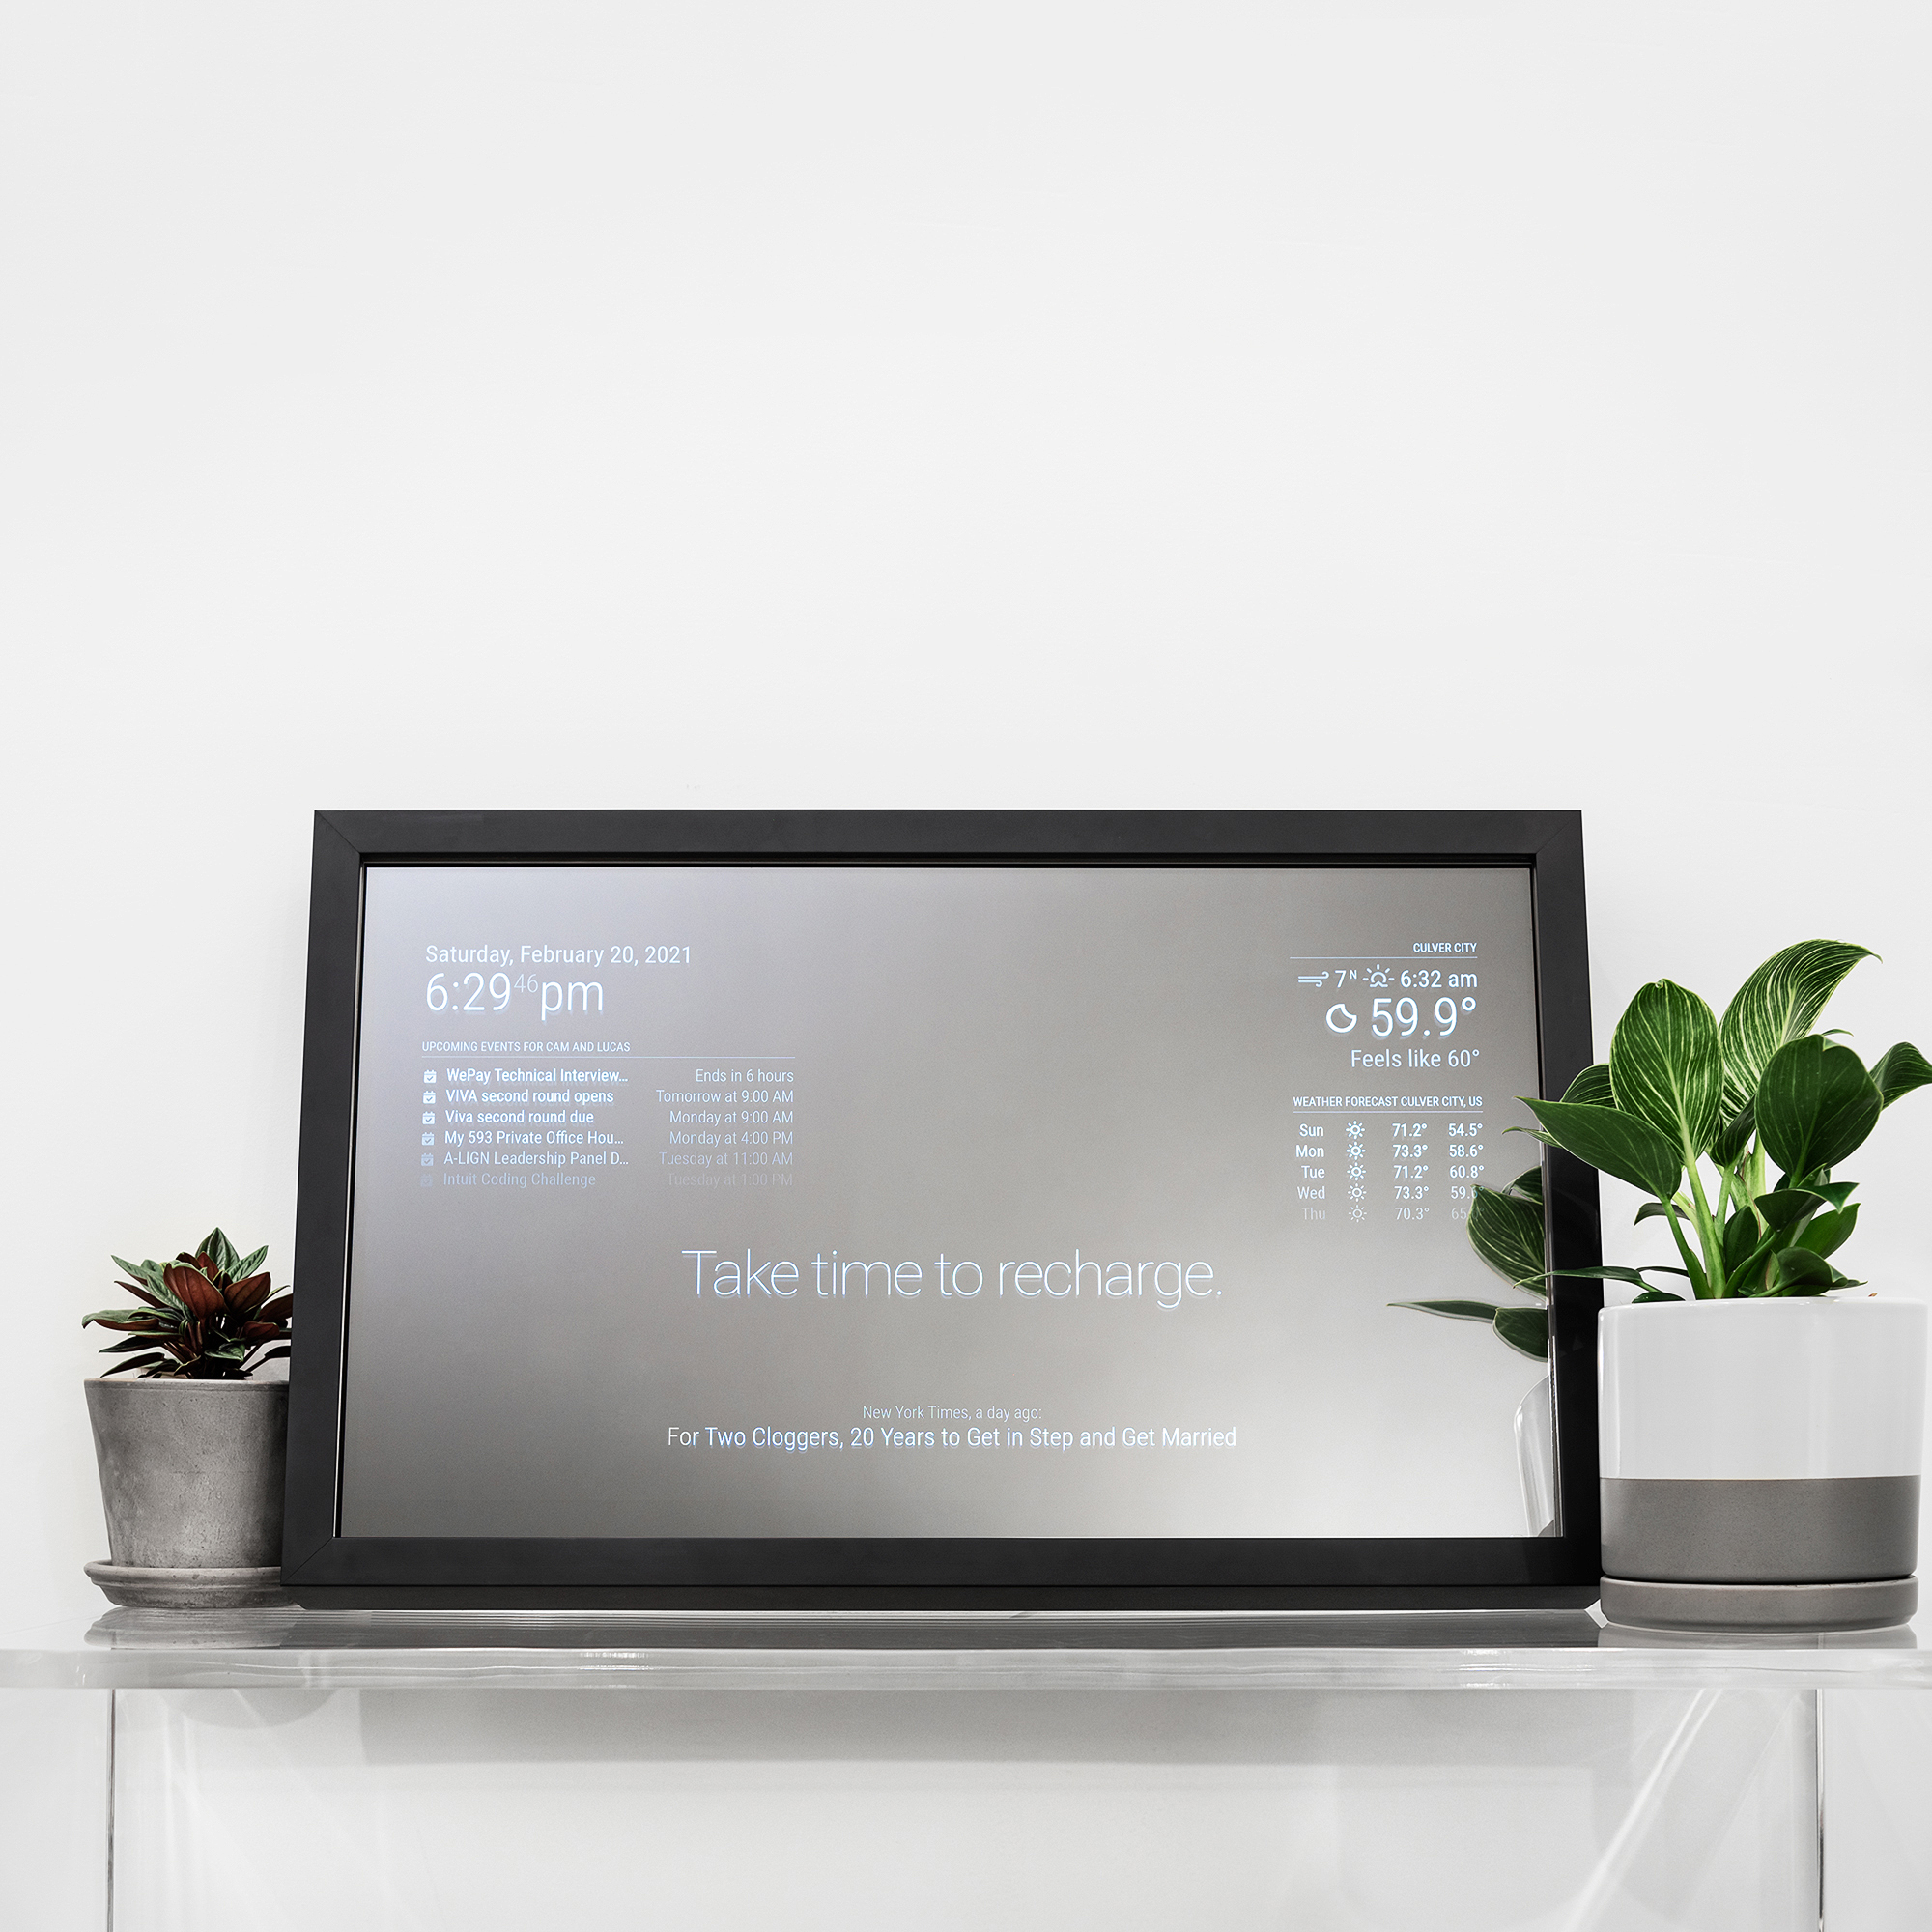 Saturday, February 20, 2021
6:29 46 pm
UPCOMING EVENTS FOR CAM AND LUCAS
WePay Technical Interview... Ends in 6 hours
VIVA second round opens Tomorrow at 9:00 AM
Viva second round due Monday at 9:00 AM
My 593 Private Office Hou... Monday at 4:00 PM
A-LIGN Leadership Panel D... Tuesday at 11:00 AM
Intuit Coding Challenge Tuesday at 1:00 PM
CULVER CITY
7 N 6:32 am
59.9°
Feels like 60°
WEATHER FORECAST CULVER CITY, US
Sun 71.2° 54.5°
Mon 73.3° 58.6°
Tue 71.2° 60.8°
Wed 73.3°
Thu 70.3°
Take time to recharge.
New York Times, a day ago:
For Two Cloggers, 20 Years to Get in Step and Get Married